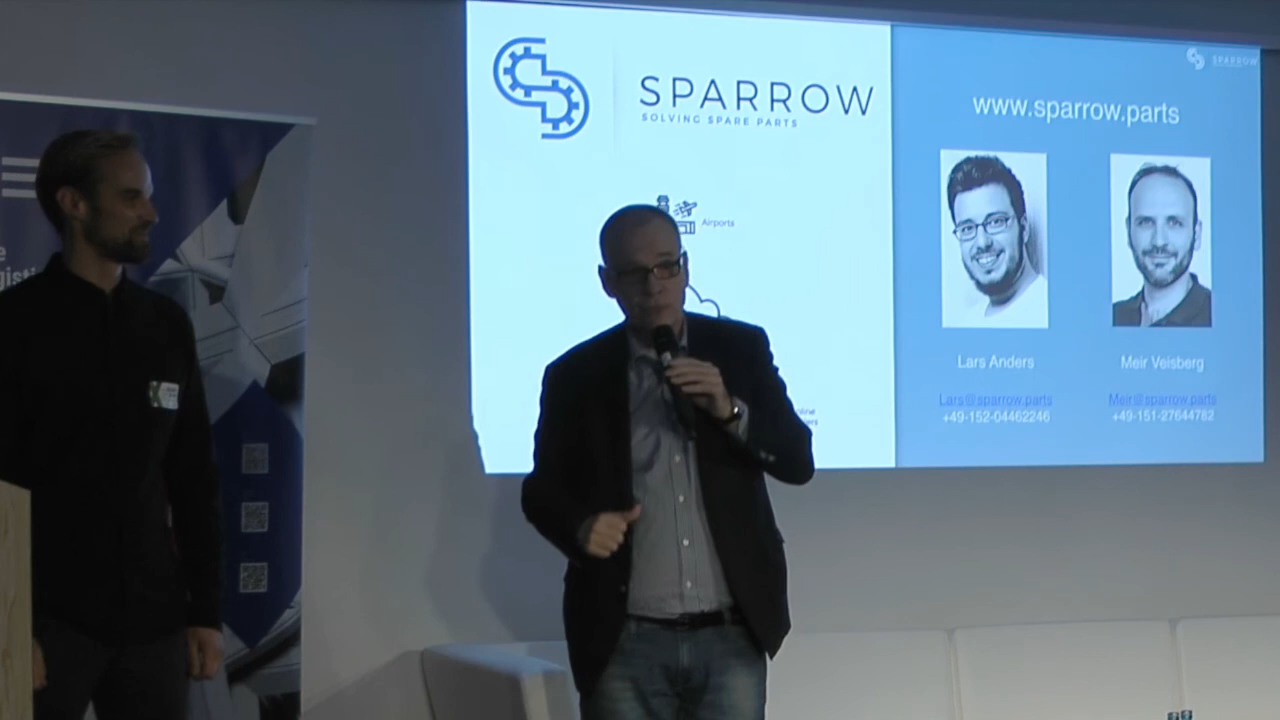 SPARROW
SOLVING SPARE PARTS
Airports
SPARROW
www.sparrow.parts
Lars Anders
Meir Veisberg
Lars@sparrow.parts
Meir@sparrow.parts
+49-152-04462246
+49-151-27644782